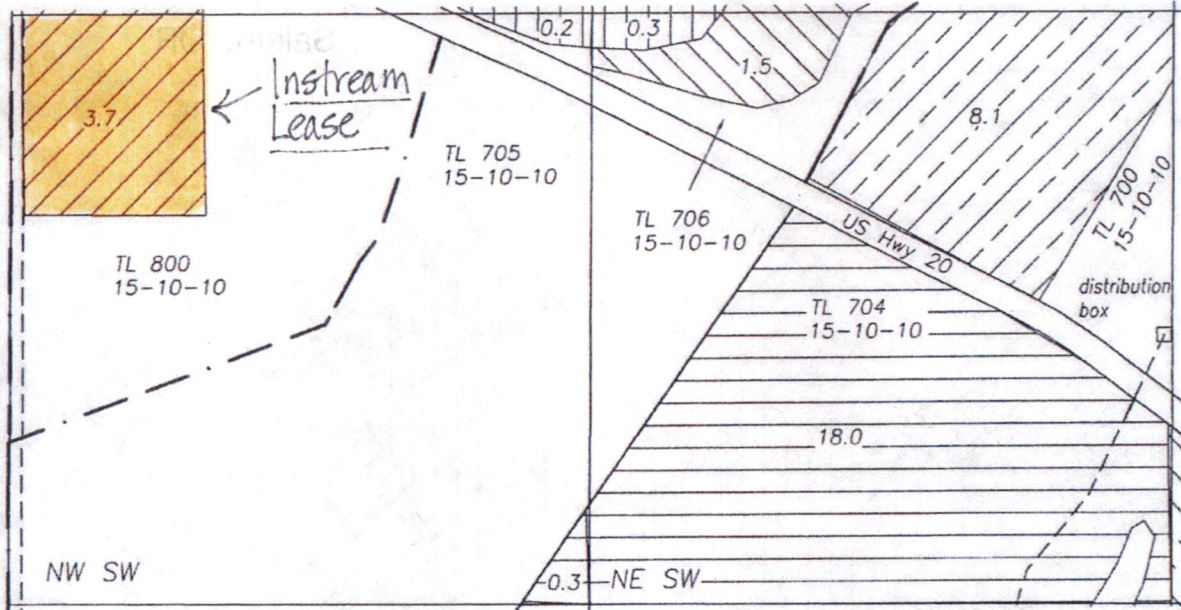 0.2
0.3
1.5
8.1
3.7
Instream
Lease
TL 705
15-10-10
TL 706
15-10-10
TL 700
15-10-10
US Hwy 20
TL 800
15-10-10
distribution
box
TL 704
15-10-10
18.0
NW SW
0.3
NE SW